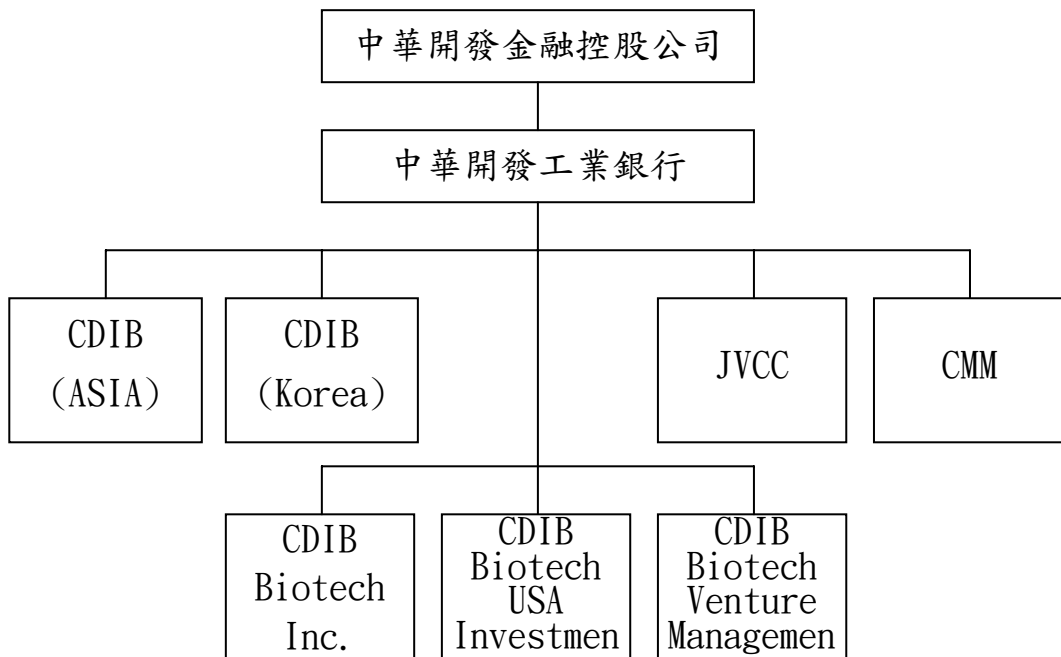 中華開發金融控股公司
中華開發工業銀行
CDIB
(ASIA)
CDIB
(Korea)
JVCC
CMM
CDIB
Biotech
Inc.
CDIB
Biotech
USA
Investmen
CDIB
Biotech
Venture
Managemen